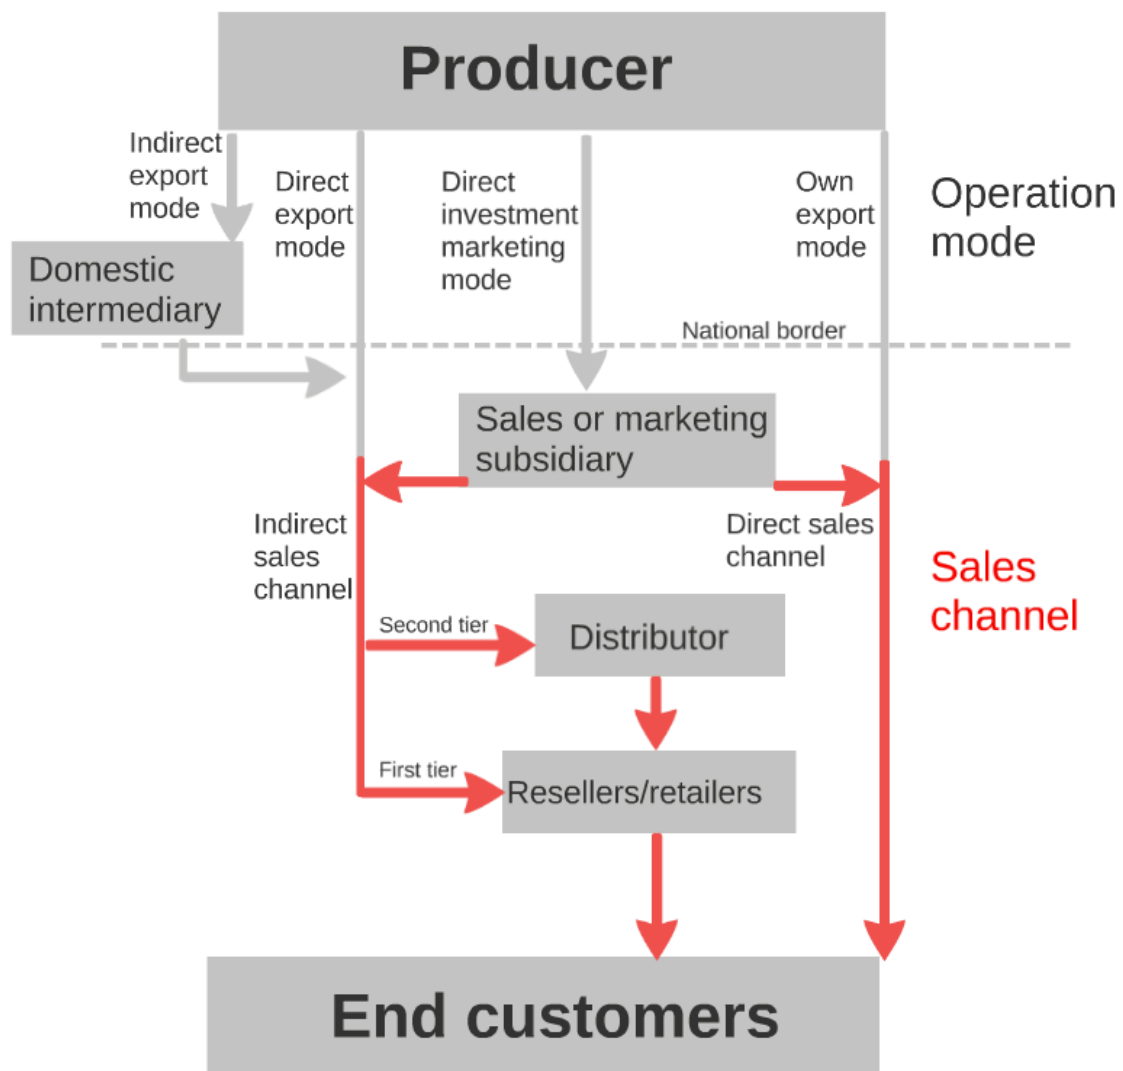 Producer
Indirect
export
mode
Direct
export
mode
Direct
investment
marketing
mode
Own
export
mode
Operation
mode
Domestic
intermediary
National border
Sales or marketing
subsidiary
Indirect
sales
channel
Direct sales
channel
Sales
channel
Second tier
Distributor
First tier
Resellers/retailers
End customers